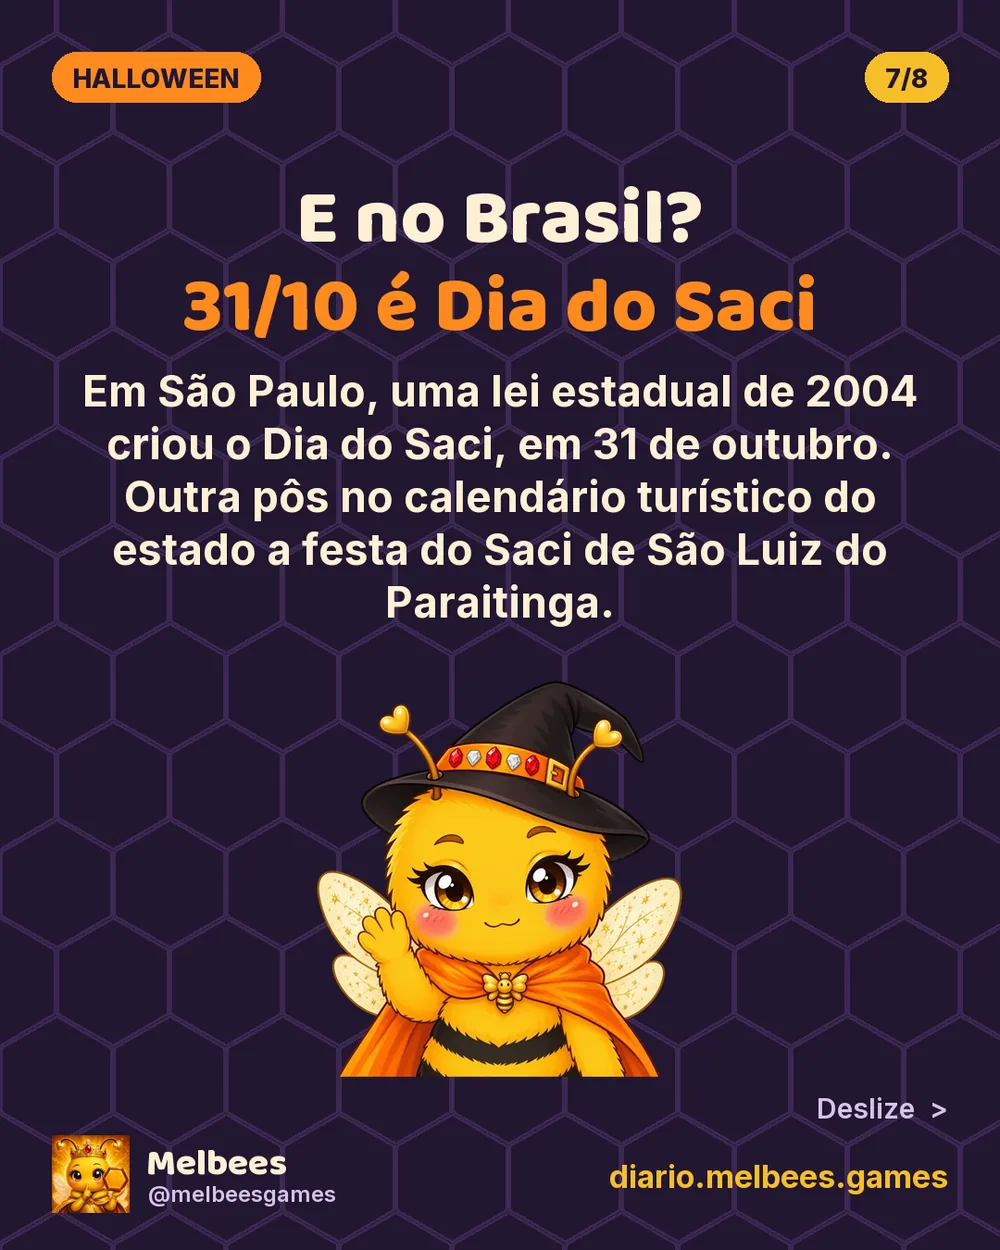 HALLOWEEN
7/8
E no Brasil?
31/10 é Dia do Saci
Em São Paulo, uma lei estadual de 2004
criou o Dia do Saci, em 31 de outubro.
Outra pôs no calendário turístico do
estado a festa do Saci de São Luiz do
Paraitinga.
Deslize >
Melbees
@melbeesgames
diario.melbees.games